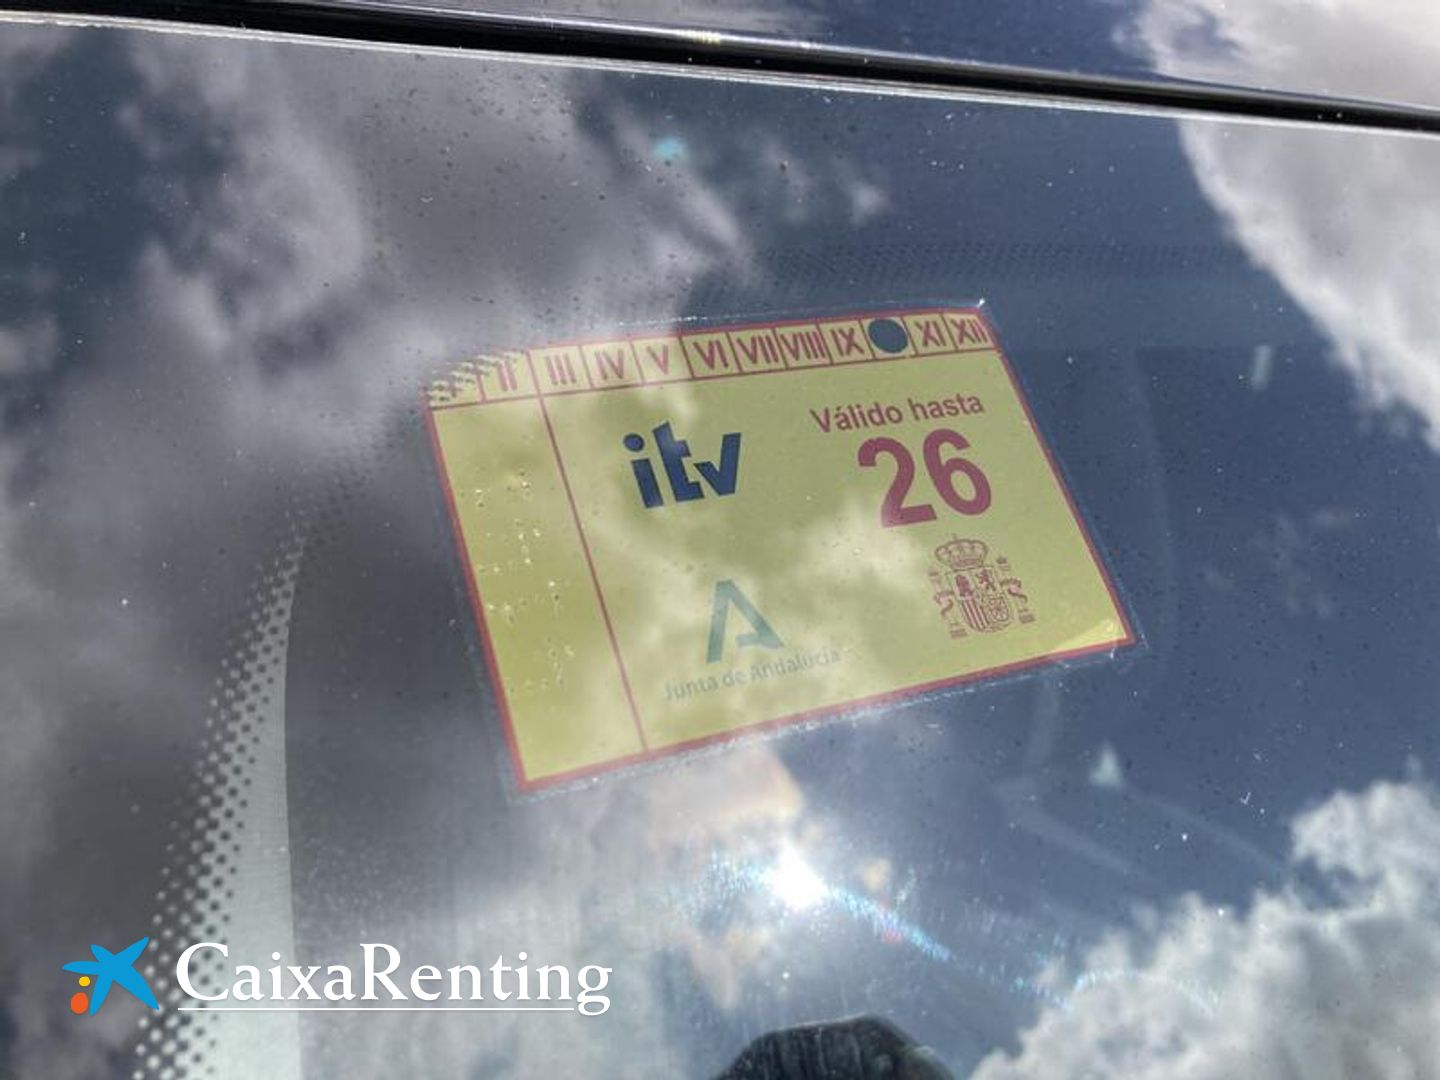 II III IV V VI VII VIII IX XI XII
itv
Válido hasta
26
Junta de Andalucía
CaixaRenting